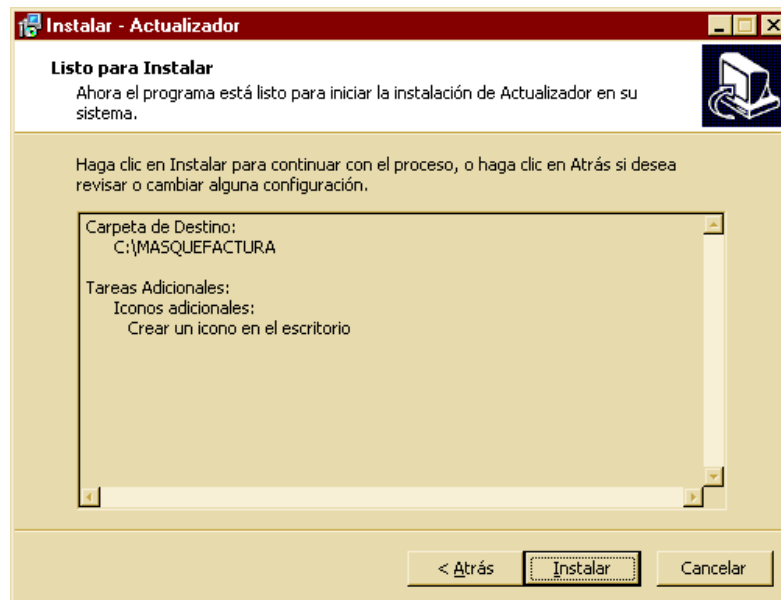 Instalar - Actualizador
Listo para Instalar
Ahora el programa está listo para iniciar la instalación de Actualizador en su
sistema.
Haga clic en Instalar para continuar con el proceso, o haga clic en Atrás si desea
revisar o cambiar alguna configuración.
Carpeta de Destino:
C:\MASQUEFACTURA
Tareas Adicionales:
Iconos adicionales:
Crear un icono en el escritorio
< Atrás
Instalar
Cancelar